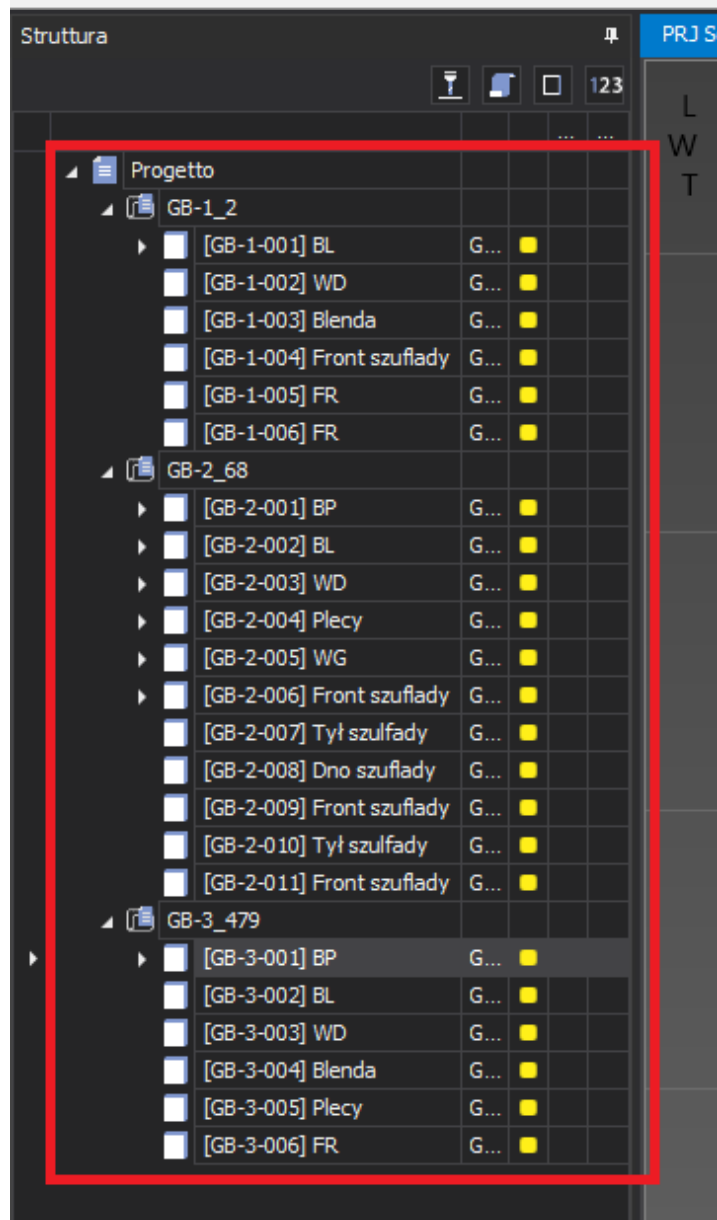 Struttura
PRJ S
123
L
W
T
... ...
Progetto
GB-1_2
[GB-1-001] BL G...
[GB-1-002] WD G...
[GB-1-003] Blenda G...
[GB-1-004] Front szuflady G...
[GB-1-005] FR G...
[GB-1-006] FR G...
GB-2_68
[GB-2-001] BP G...
[GB-2-002] BL G...
[GB-2-003] WD G...
[GB-2-004] Plecy G...
[GB-2-005] WG G...
[GB-2-006] Front szuflady G...
[GB-2-007] Tył szulfady G...
[GB-2-008] Dno szuflady G...
[GB-2-009] Front szuflady G...
[GB-2-010] Tył szulfady G...
[GB-2-011] Front szuflady G...
GB-3_479
[GB-3-001] BP G...
[GB-3-002] BL G...
[GB-3-003] WD G...
[GB-3-004] Blenda G...
[GB-3-005] Plecy G...
[GB-3-006] FR G...